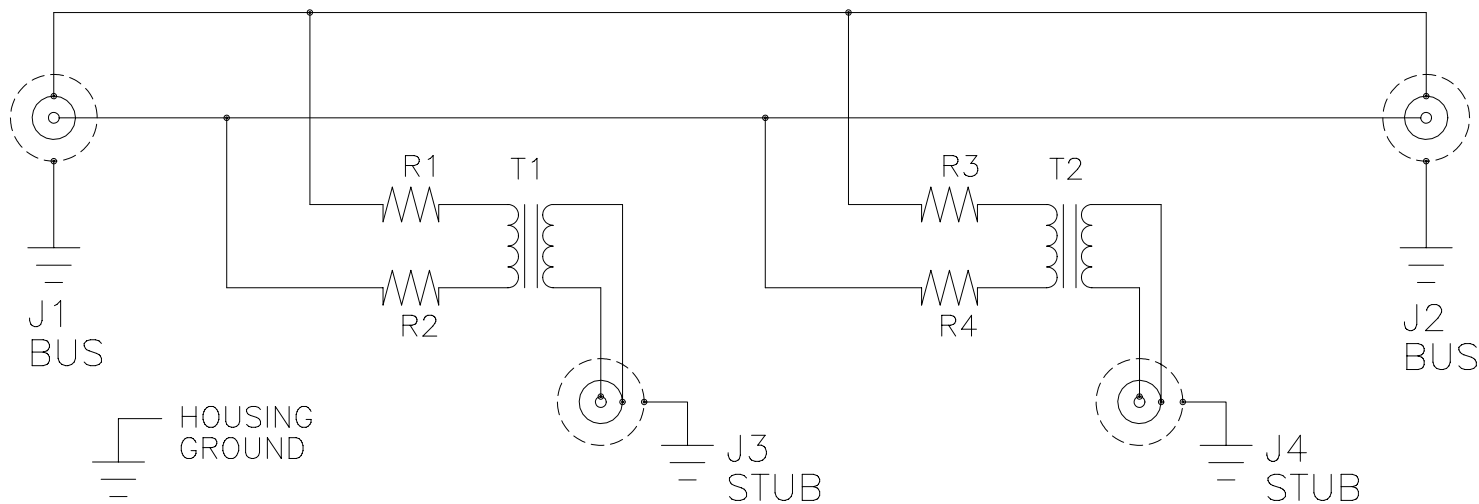 R1
T1
R3
T2
J1
BUS
R2
R4
J2
BUS
HOUSING
GROUND
J3
STUB
J4
STUB